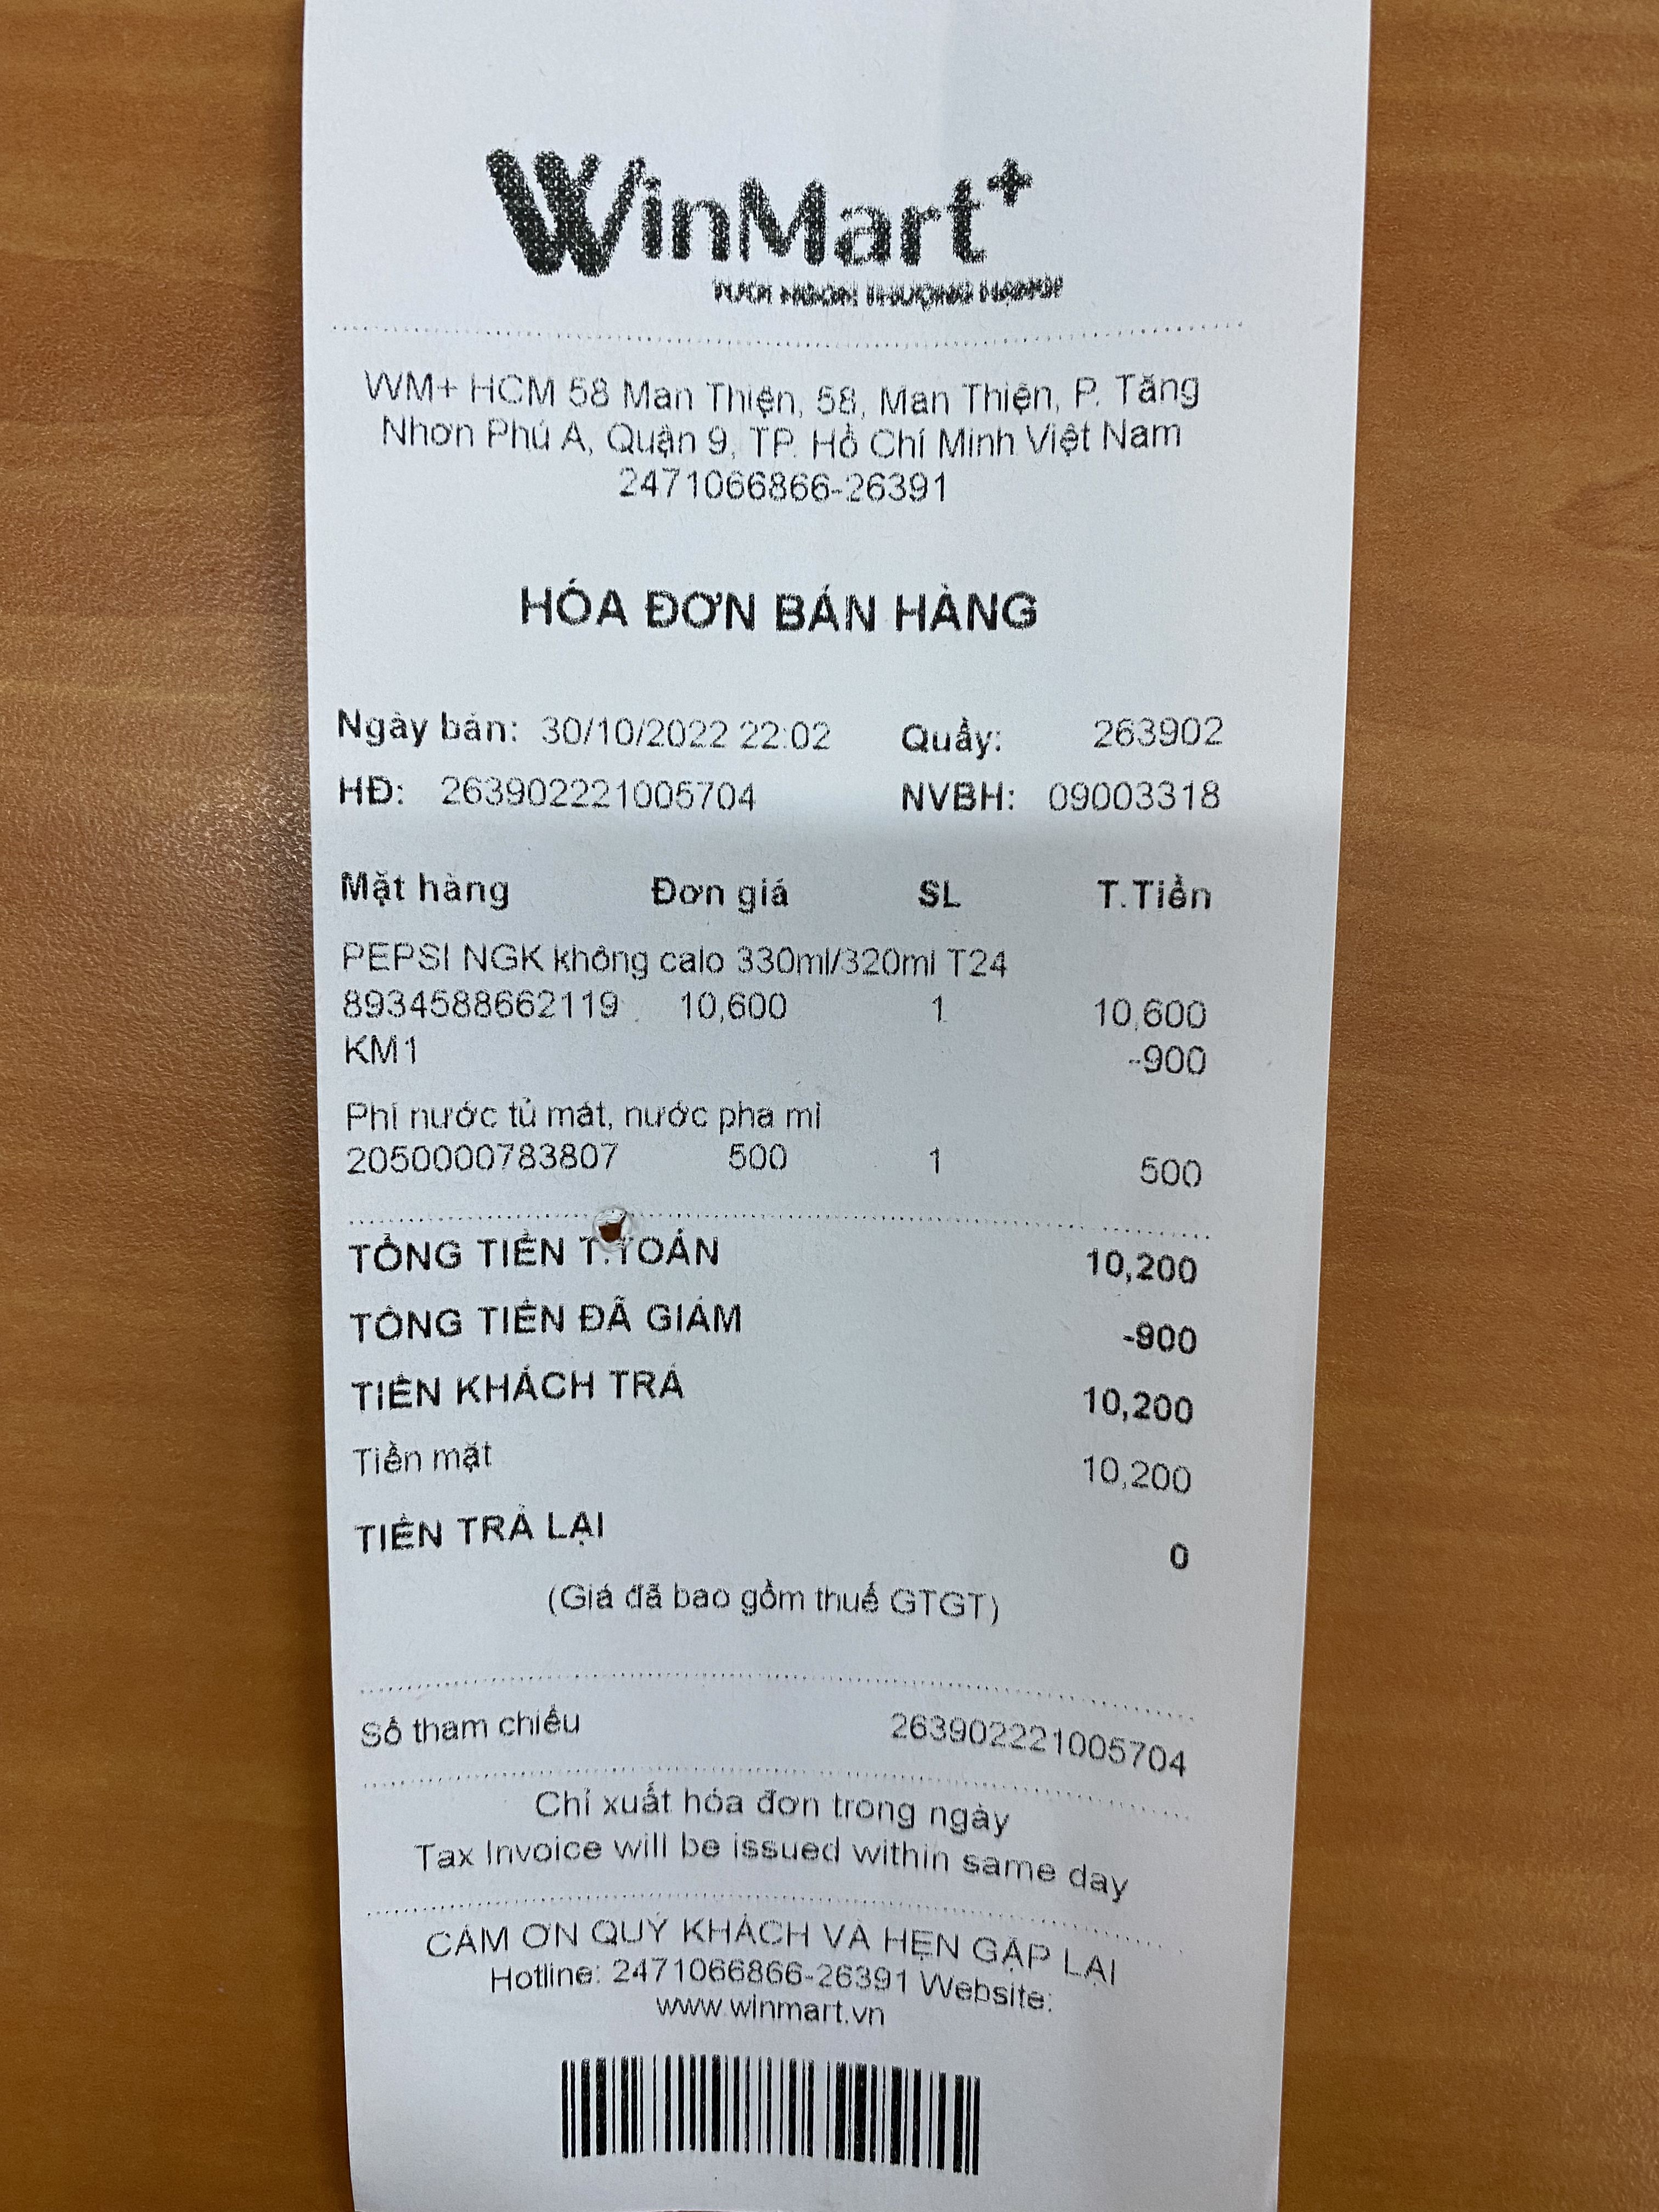 WinMart+
TƯƠI NGON THƯỢNG HẠNG
WM+ HCM 58 Man Thiện, 58, Man Thiện, P. Tăng
Nhơn Phú A, Quận 9, TP. Hồ Chí Minh Việt Nam
2471066866-26391
HÓA ĐƠN BÁN HÀNG
Ngày bán: 30/10/2022 22:02 Quầy: 263902
HĐ: 263902221005704 NVBH: 09003318
Mặt hàng Đơn giá SL T.Tiền
PEPSI NGK không calo 330ml/320ml T24
8934588662119 10,600 1 10,600
KM1 -900
Phí nước tủ mát, nước pha mì
2050000783807 500 1 500
TỔNG TIỀN T.TOÁN 10,200
TỔNG TIỀN ĐÃ GIẢM -900
TIỀN KHÁCH TRẢ 10,200
Tiền mặt 10,200
TIỀN TRẢ LẠI 0
(Giá đã bao gồm thuế GTGT)
Số tham chiếu 263902221005704
Chỉ xuất hóa đơn trong ngày
Tax Invoice will be issued within same day
CẢM ƠN QUÝ KHÁCH VÀ HẸN GẶP LẠI
Hotline: 2471066866-26391 Website:
www.winmart.vn